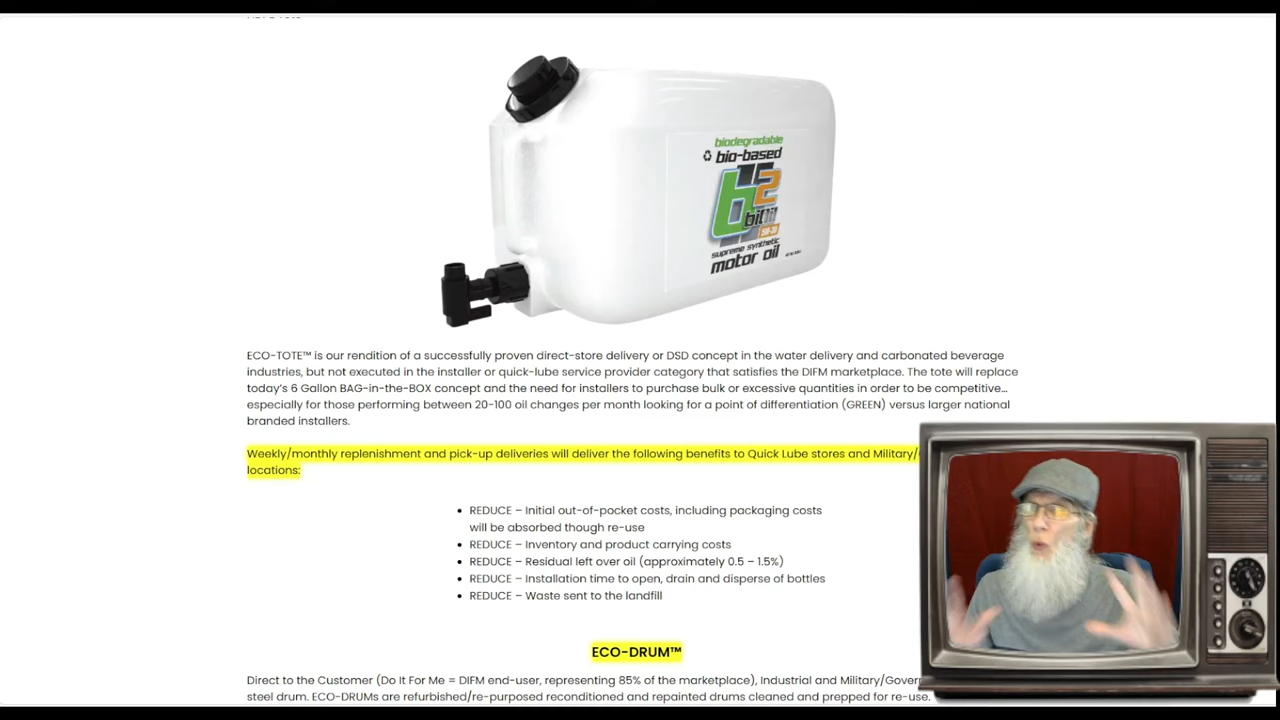 biodegradable
bio-based
b2
biOil
5W-30
supreme synthetic
motor oil
ECO-TOTE™ is our rendition of a successfully proven direct-store delivery or DSD concept in the water delivery and carbonated beverage
industries, but not executed in the installer or quick-lube service provider category that satisfies the DIFM marketplace. The tote will replace
today's 6 Gallon BAG-in-the-BOX concept and the need for installers to purchase bulk or excessive quantities in order to be competitive...
especially for those performing between 20-100 oil changes per month looking for a point of differentiation (GREEN) versus larger national
branded installers.
Weekly/monthly replenishment and pick-up deliveries will deliver the following benefits to Quick Lube stores and Military/
locations:
• REDUCE – Initial out-of-pocket costs, including packaging costs
will be absorbed though re-use
• REDUCE – Inventory and product carrying costs
• REDUCE – Residual left over oil (approximately 0.5 – 1.5%)
• REDUCE – Installation time to open, drain and disperse of bottles
• REDUCE – Waste sent to the landfill
ECO-DRUM™
Direct to the Customer (Do It For Me = DIFM end-user, representing 85% of the marketplace), Industrial and Military/Gover
steel drum. ECO-DRUMs are refurbished/re-purposed reconditioned and repainted drums cleaned and prepped for re-use.